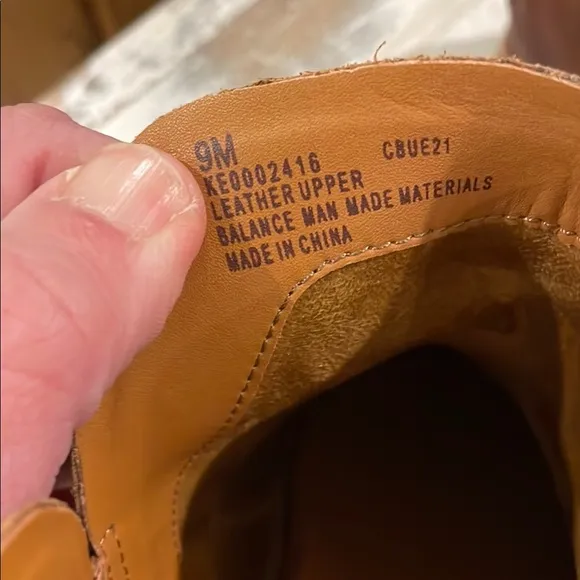 9M
KE0002416 CBUE21
LEATHER UPPER
BALANCE MAN MADE MATERIALS
MADE IN CHINA